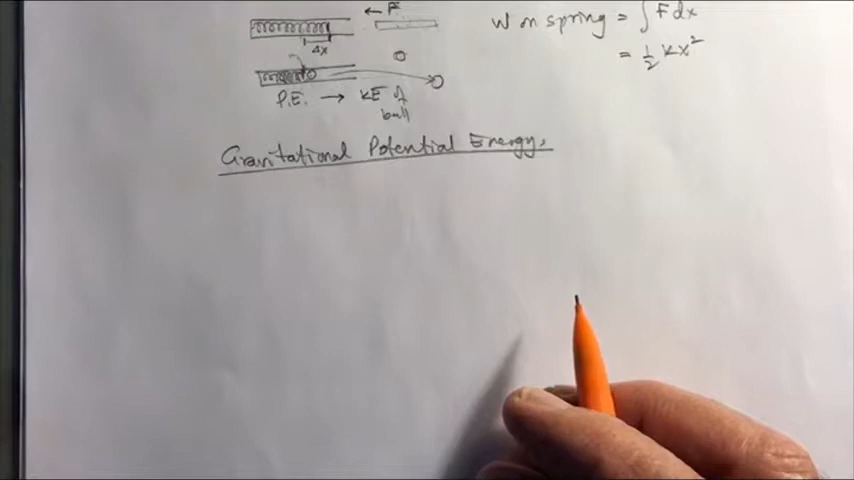 ← F
W on spring = ∫ F dx
Δx
= 1/2 kx²
P.E. → KE of
ball
Gravitational Potential Energy.